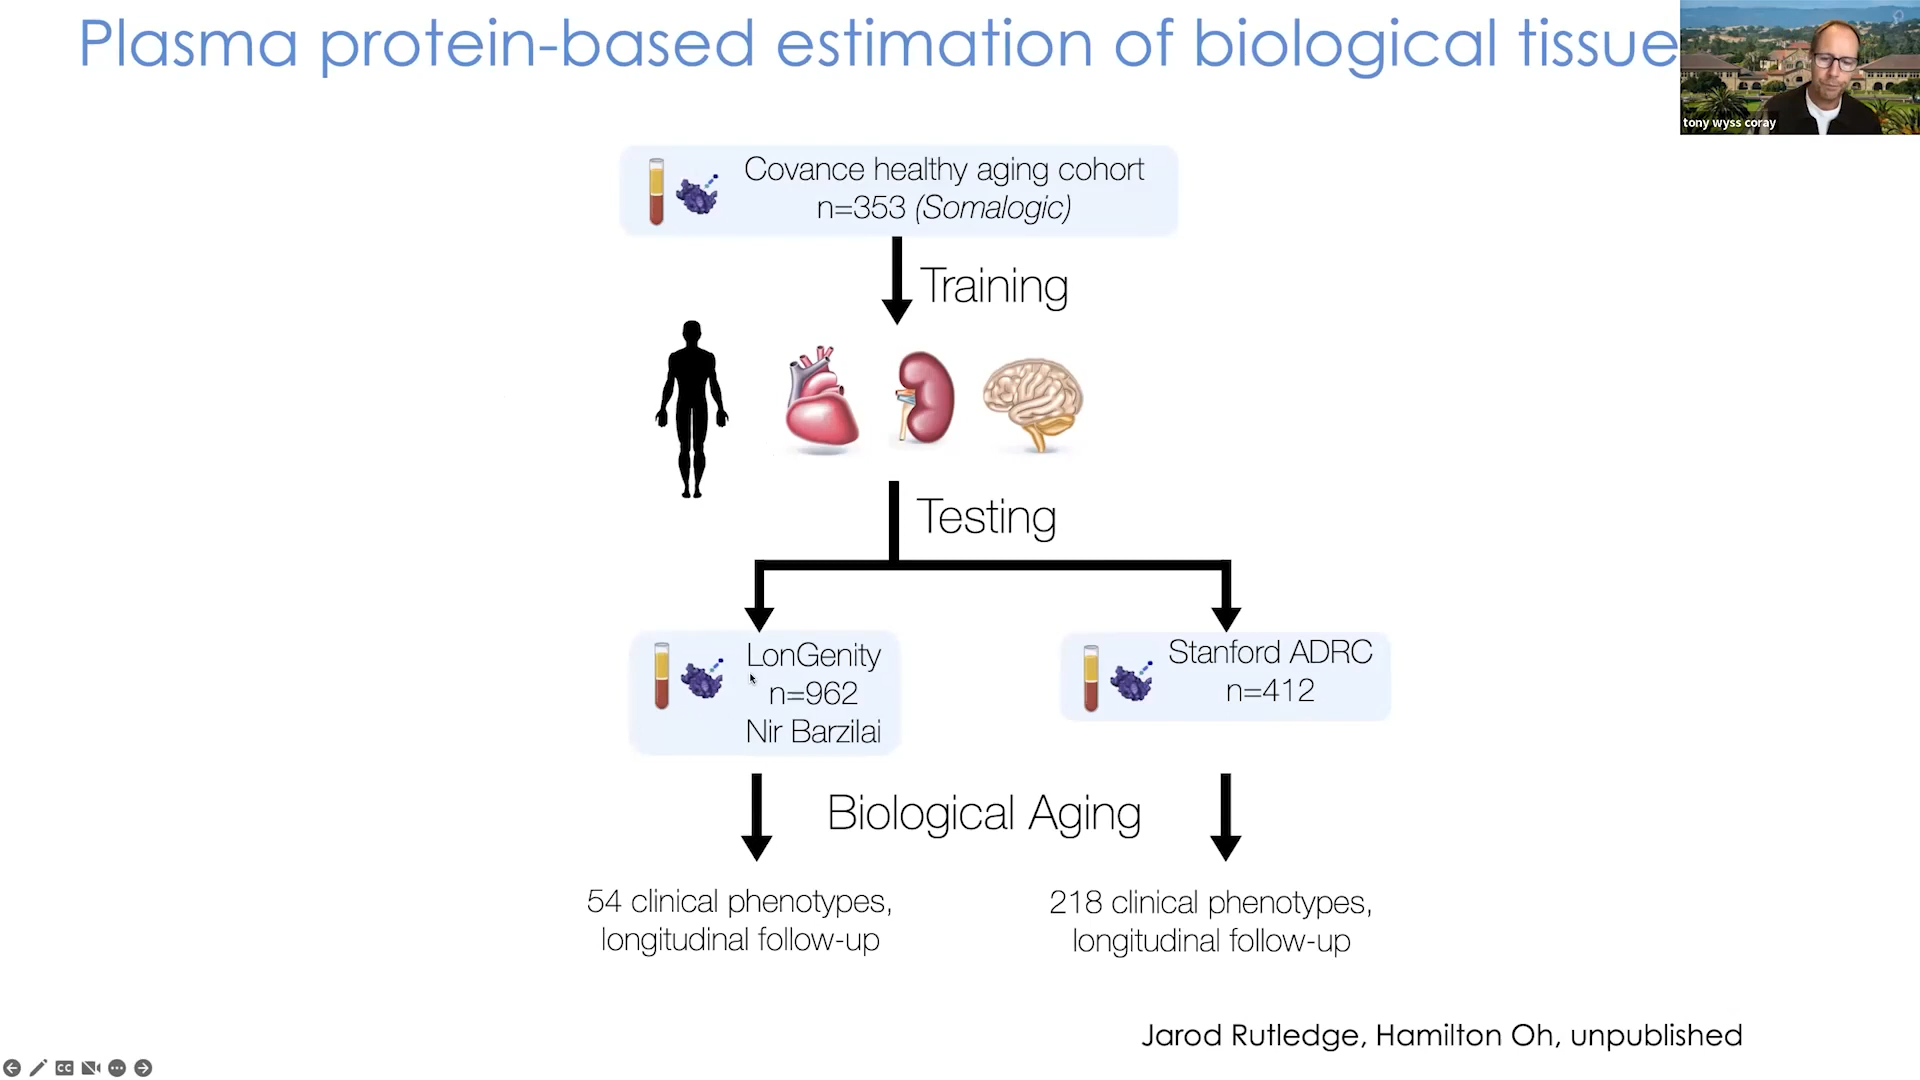 Plasma protein-based estimation of biological tissue
tony wyss coray
Covance healthy aging cohort
n=353 (Somalogic)
Training
Testing
LonGenity
n=962
Nir Barzilai
Stanford ADRC
n=412
Biological Aging
54 clinical phenotypes,
longitudinal follow-up
218 clinical phenotypes,
longitudinal follow-up
Jarod Rutledge, Hamilton Oh, unpublished
CC